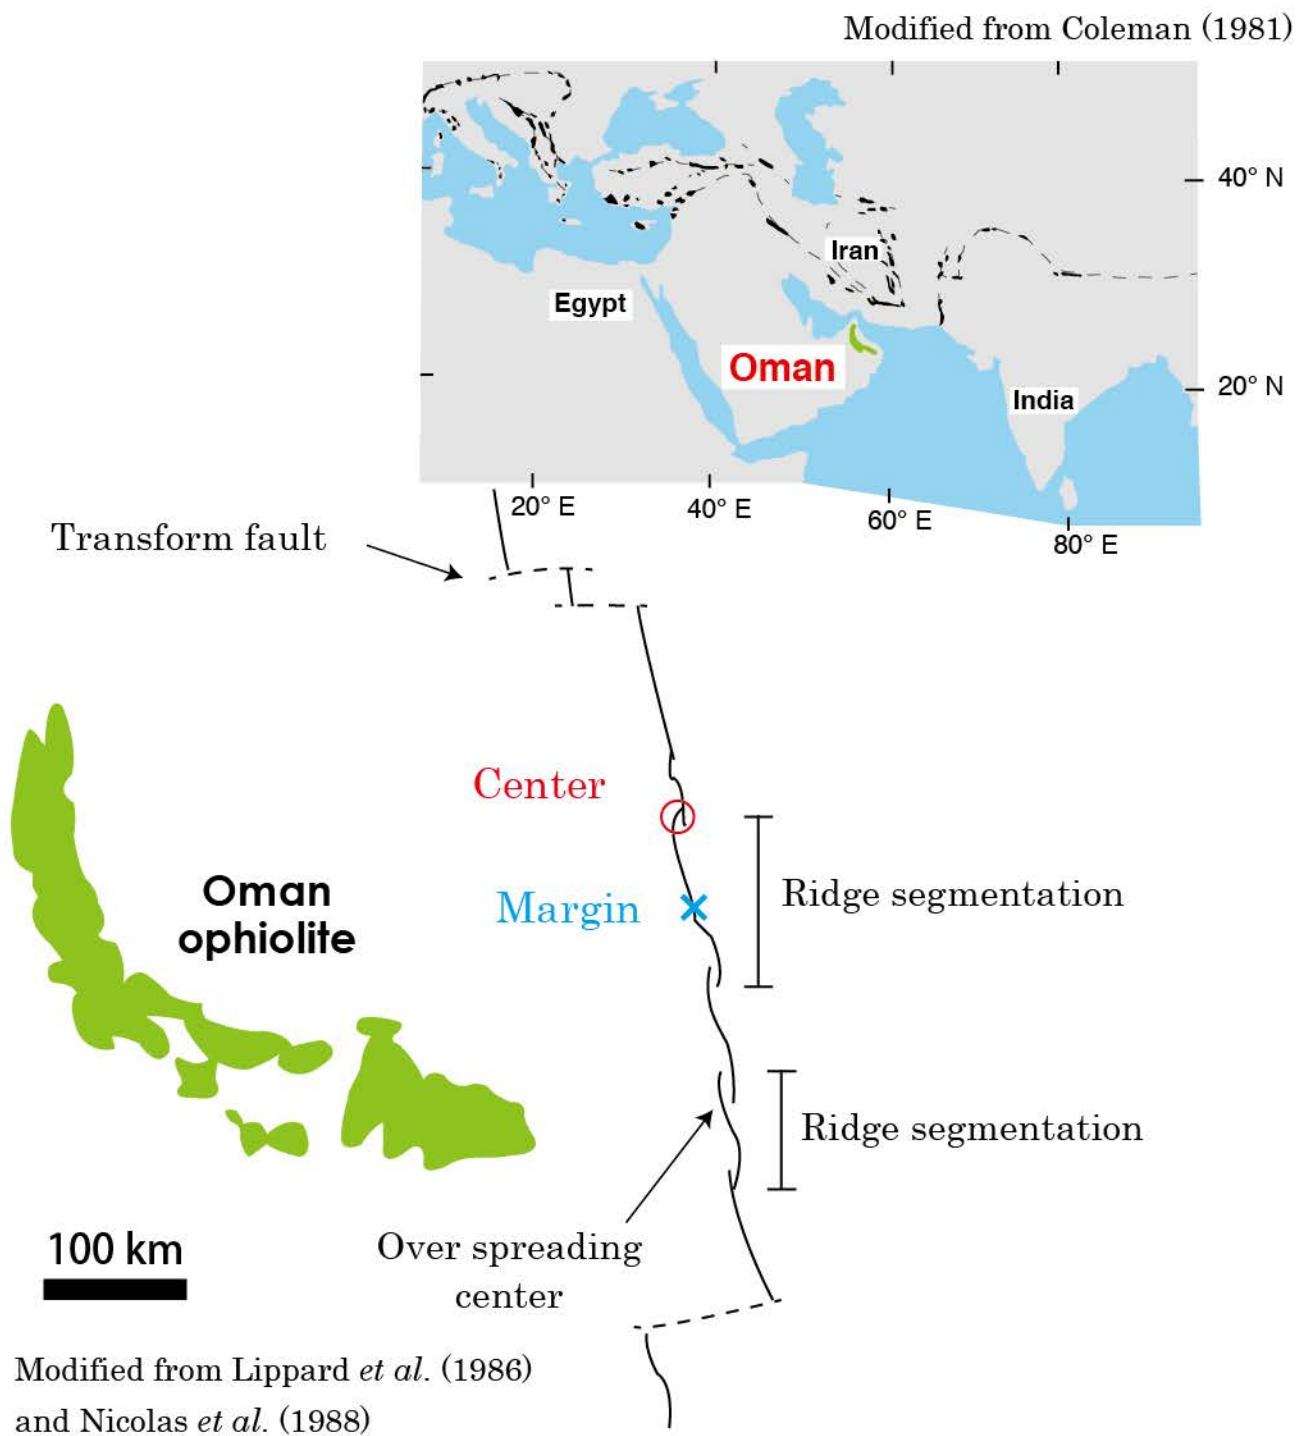 Modified from Coleman (1981)
40° N
Iran
Egypt
Oman
20° N
India
20° E
40° E
60° E
80° E
Transform fault
Center
Oman
ophiolite
Ridge segmentation
Margin
Ridge segmentation
100 km
Over spreading
center
Modified from Lippard et al. (1986)
and Nicolas et al. (1988)